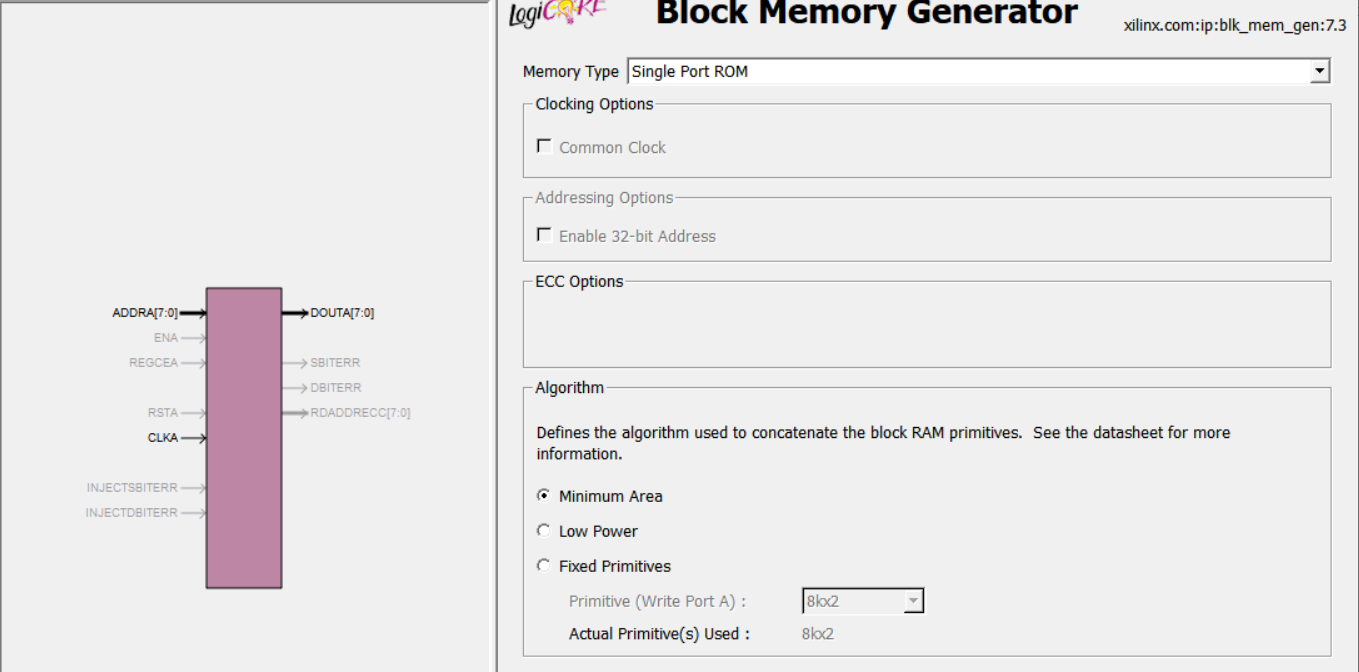 LogiCORE
Block Memory Generator
xilinx.com:ip:blk_mem_gen:7.3
Memory Type
Single Port ROM
Clocking Options
Common Clock
Addressing Options
Enable 32-bit Address
ECC Options
Algorithm
Defines the algorithm used to concatenate the block RAM primitives. See the datasheet for more
information.
Minimum Area
Low Power
Fixed Primitives
Primitive (Write Port A) :
8kx2
Actual Primitive(s) Used :
8kx2
ADDRA[7:0]
DOUTA[7:0]
ENA
REGCEA
SBITERR
DBITERR
RSTA
RDADDRECC[7:0]
CLKA
INJECTSBITERR
INJECTDBITERR